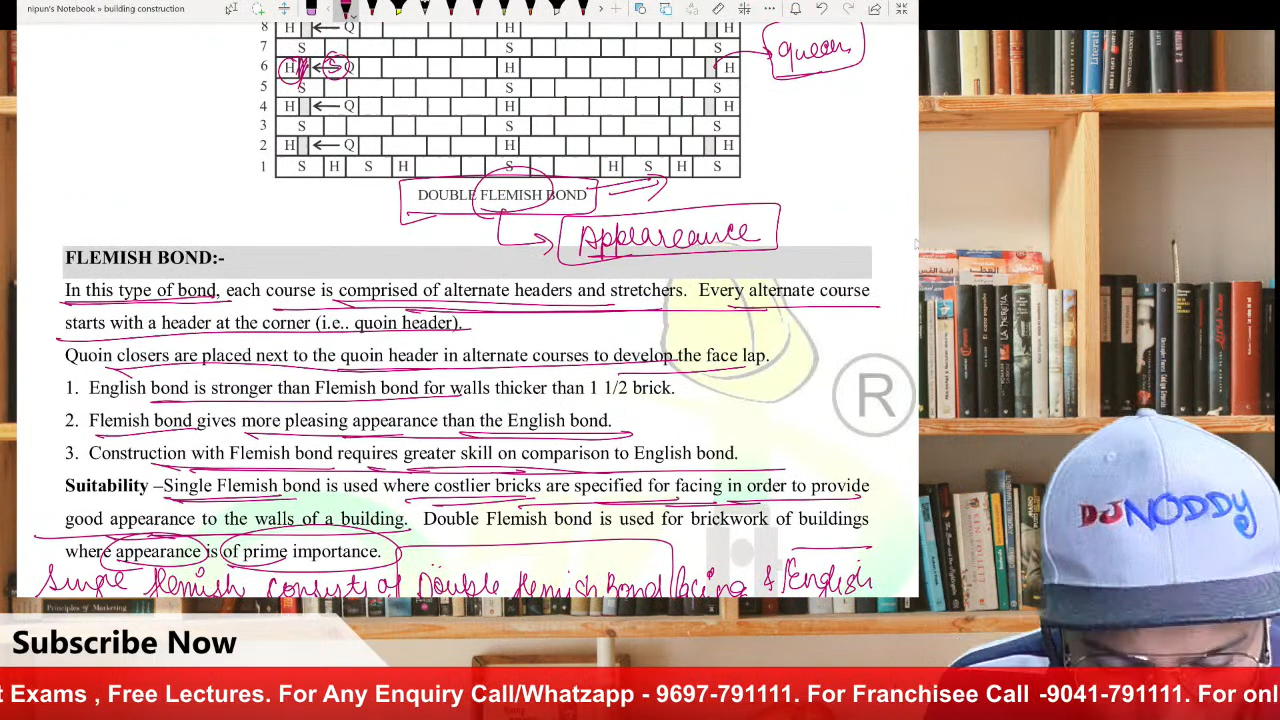 nipun's Notebook » building construction
8 H Q H H
7 S S S
6 H S Q H H
queen
5 S S S
4 H Q H H
3 S S S
2 H Q H H
1 S H S H S H S H S
DOUBLE FLEMISH BOND
Appeareance
FLEMISH BOND:-
In this type of bond, each course is comprised of alternate headers and stretchers. Every alternate course
starts with a header at the corner (i.e.. quoin header).
Quoin closers are placed next to the quoin header in alternate courses to develop the face lap.
1. English bond is stronger than Flemish bond for walls thicker than 1 1/2 brick.
2. Flemish bond gives more pleasing appearance than the English bond.
3. Construction with Flemish bond requires greater skill on comparison to English bond.
Suitability –Single Flemish bond is used where costlier bricks are specified for facing in order to provide
good appearance to the walls of a building. Double Flemish bond is used for brickwork of buildings
where appearance is of prime importance.
Single flemish consists of Double flemish Bond facing & English
®
DJNODDY
Principles of Marketing
Subscribe Now
t Exams , Free Lectures. For Any Enquiry Call/Whatzapp - 9697-791111. For Franchisee Call -9041-791111. For onl